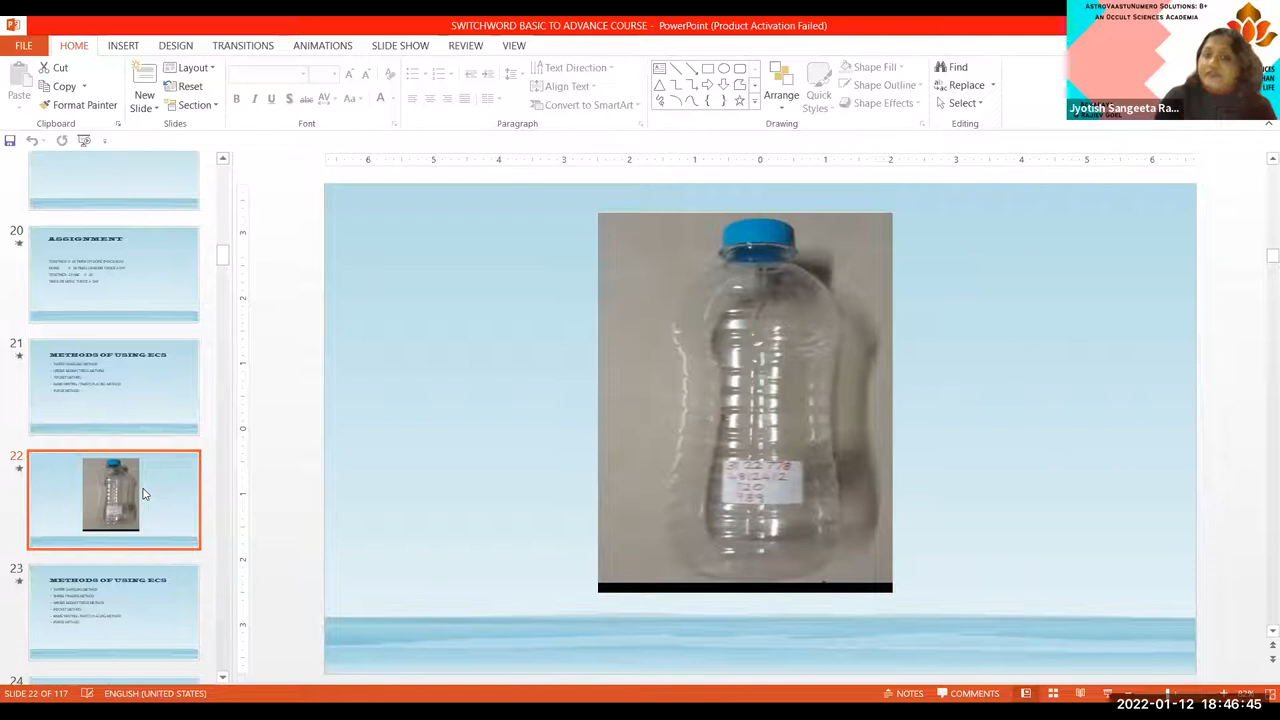 SWITCHWORD BASIC TO ADVANCE COURSE - PowerPoint (Product Activation Failed)
ASTROVAASTUNUMERO SOLUTIONS: B+
AN OCCULT SCIENCES ACADEMIA
FILE HOME INSERT DESIGN TRANSITIONS ANIMATIONS SLIDE SHOW REVIEW VIEW
Paste
Cut
Copy
Format Painter
Clipboard
New Slide
Layout
Reset
Section
Slides
Font
Text Direction
Align Text
Convert to SmartArt
Paragraph
Arrange
Quick Styles
Shape Fill
Shape Outline
Shape Effects
Drawing
Find
Replace
Select
Editing
Jyotish Sangeeta Ra...
RAJEEV GOEL
20
ASSIGNMENT
21
METHODS OF USING ECS
22
23
METHODS OF USING ECS
24
4812412
SLIDE 22 OF 117
ENGLISH (UNITED STATES)
NOTES
COMMENTS
2022-01-12 18:46:45